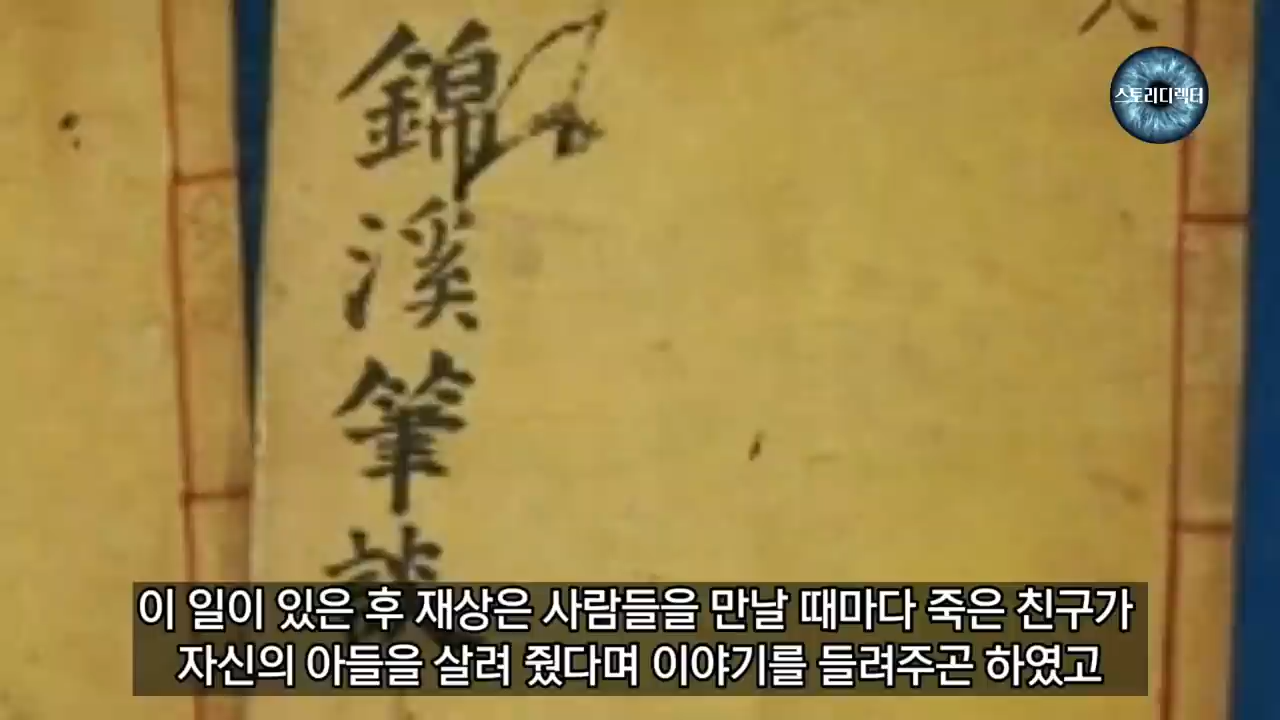 錦溪筆談
스토리디렉터
이 일이 있은 후 재상은 사람들을 만날 때마다 죽은 친구가
자신의 아들을 살려 줬다며 이야기를 들려주곤 하였고